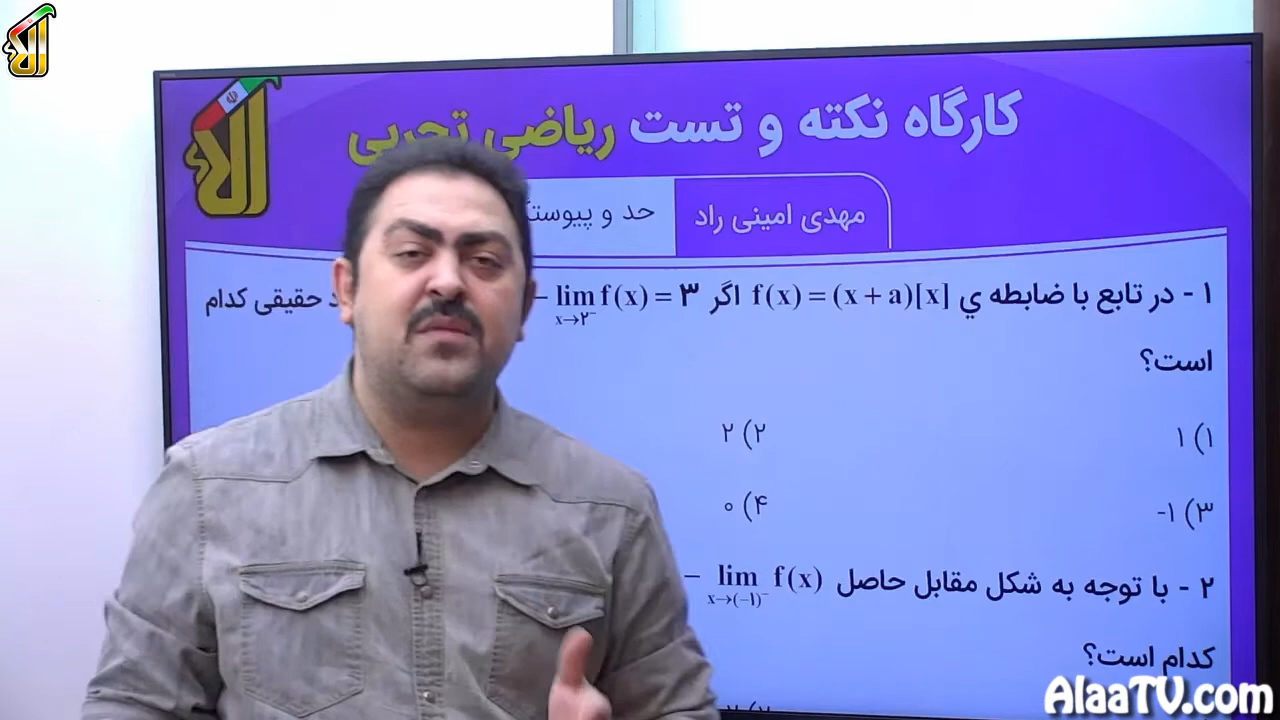 الا
کارگاه نکته و تست ریاضی تجربی
الا
مهدی امینی راد
حد و
۱ - در تابع با ضابطه ي f(x) = (x + a)[x] اگر lim f(x) = ۳ − حقیقی کدام
x→۲⁻
است؟
۱) ۱
۲) ۲
۳) ۱-
۴) ۰
۲ - با توجه به شکل مقابل حاصل lim f(x) −
x→(−۱)⁻
کدام است؟
AlaaTV.com